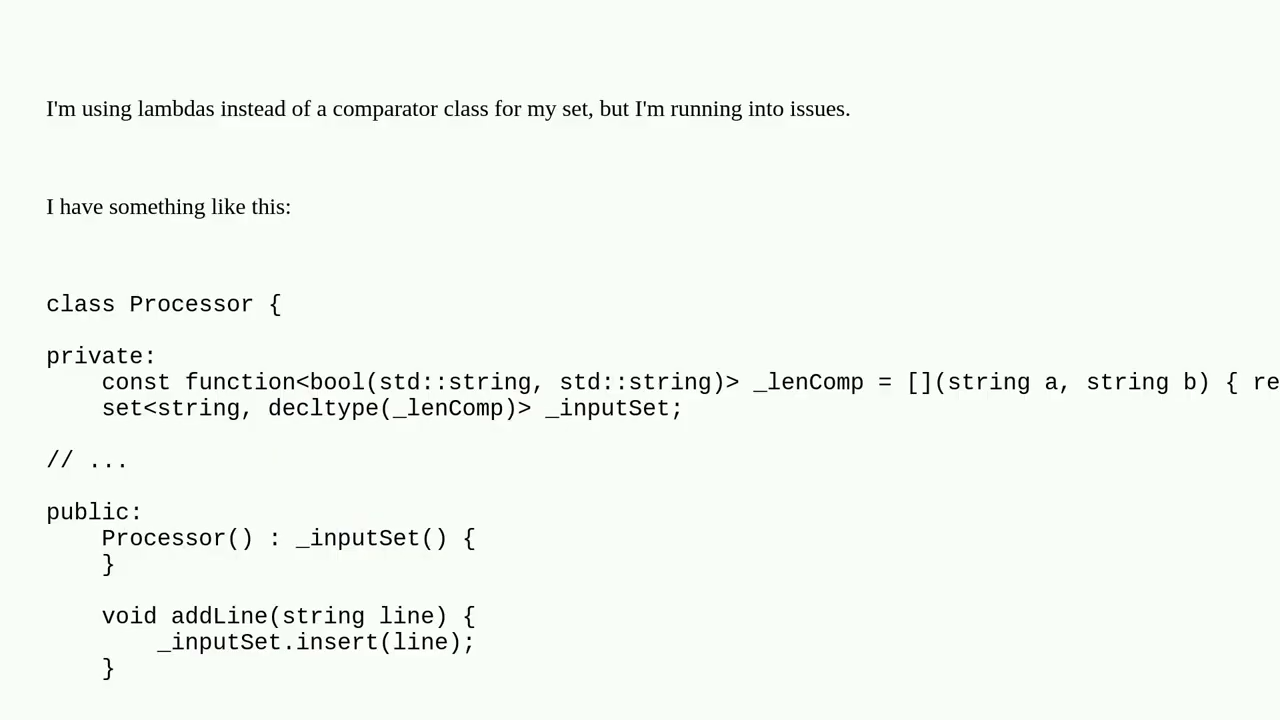 I'm using lambdas instead of a comparator class for my set, but I'm running into issues.
I have something like this:
class Processor {
private:
    const function<bool(std::string, std::string)> _lenComp = [](string a, string b) { re
    set<string, decltype(_lenComp)> _inputSet;
// ...
public:
    Processor() : _inputSet() {
    }
    void addLine(string line) {
        _inputSet.insert(line);
    }